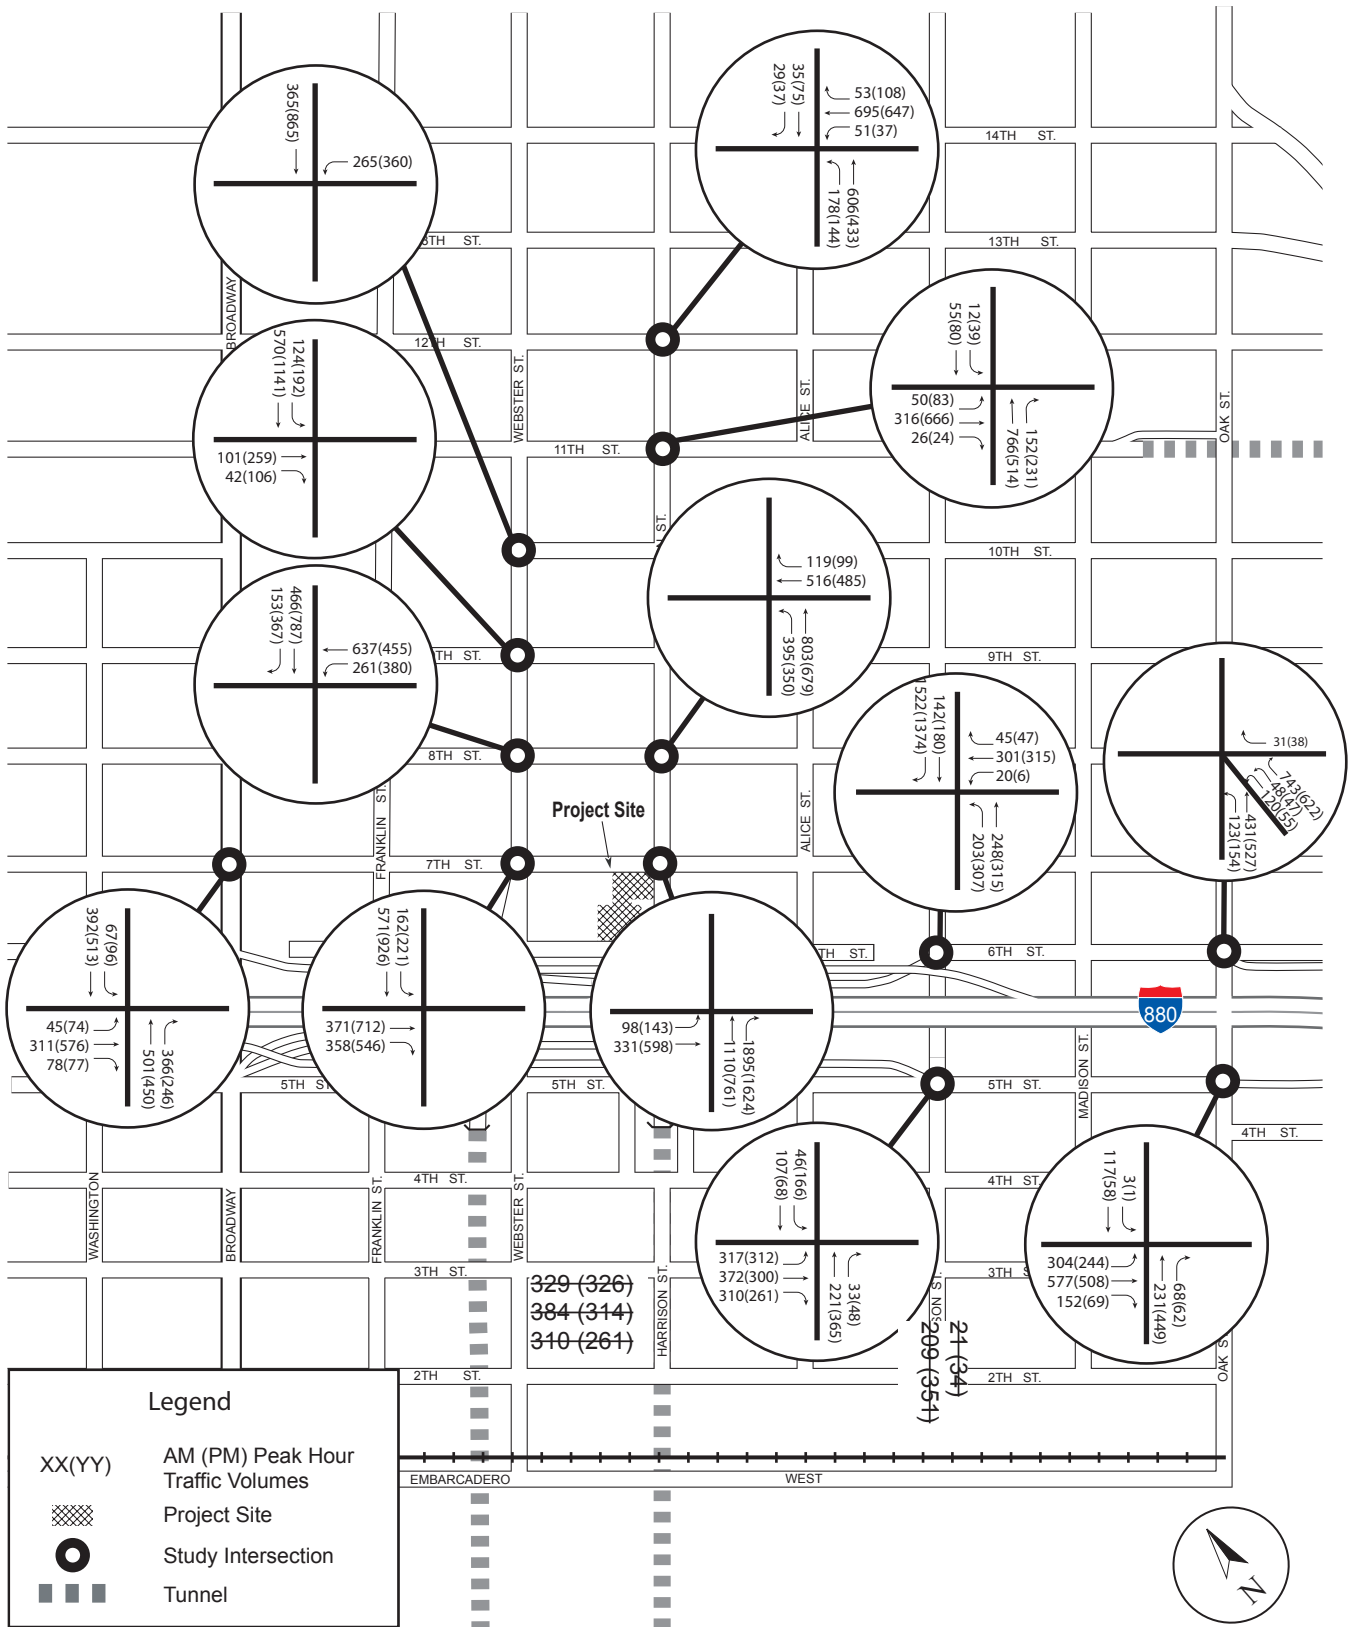 365(865)
265(360)
35(75)
29(37)
53(108)
695(647)
51(37)
606(433)
178(144)
14TH ST.
13TH ST.
BROADWAY
12TH ST.
WEBSTER ST.
ALICE ST.
OAK ST.
12(39)
55(80)
50(83)
316(666)
26(24)
152(231)
766(514)
124(192)
570(1141)
101(259)
42(106)
11TH ST.
ST.
10TH ST.
119(99)
516(485)
803(679)
395(350)
466(787)
153(367)
637(455)
261(380)
9TH ST.
8TH ST.
142(180)
1522(1374)
45(47)
301(315)
20(6)
248(315)
203(307)
31(38)
743(622)
48(47)
120(55)
431(527)
123(154)
Project Site
FRANKLIN ST.
ALICE ST.
7TH ST.
67(96)
392(513)
45(74)
311(576)
78(77)
366(246)
501(450)
162(221)
571(926)
371(712)
358(546)
98(143)
331(598)
1895(1624)
1110(761)
TH ST.
6TH ST.
880
MADISON ST.
5TH ST.
5TH ST.
5TH ST.
4TH ST.
46(166)
107(68)
317(312)
372(300)
310(261)
33(48)
221(365)
3(1)
117(58)
304(244)
577(508)
152(69)
68(62)
231(449)
WASHINGTON
BROADWAY
FRANKLIN ST.
WEBSTER ST.
HARRISON ST.
SON ST.
OAK S
4TH ST.
4TH ST.
3TH ST.
3TH S
329 (326)
384 (314)
310 (261)
21 (34)
209 (351)
2TH ST.
2TH ST.
EMBARCADERO WEST
Legend
XX(YY) AM (PM) Peak Hour
Traffic Volumes
Project Site
Study Intersection
Tunnel
N